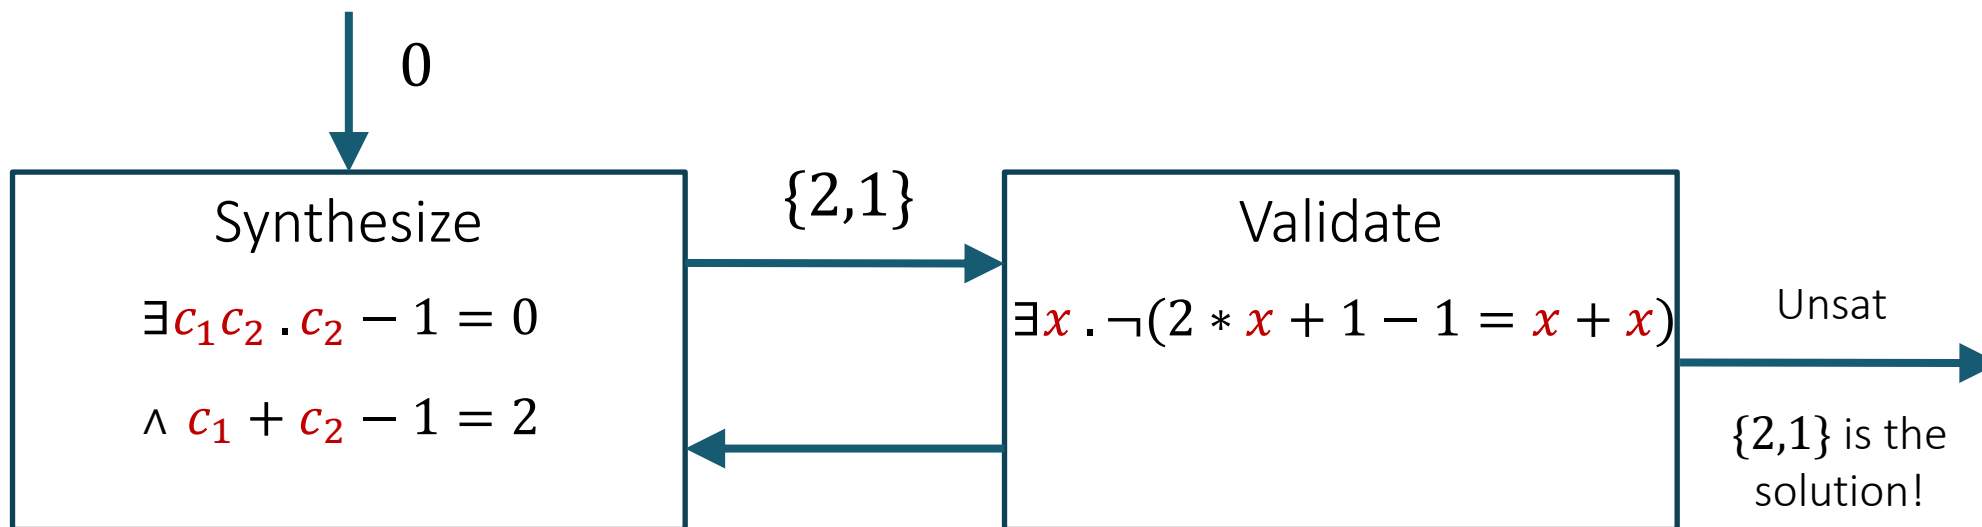 0
Synthesize
∃c₁c₂ . c₂ − 1 = 0
∧ c₁ + c₂ − 1 = 2
{2,1}
Validate
∃x . ¬(2 ∗ x + 1 − 1 = x + x)
Unsat
{2,1} is the
solution!